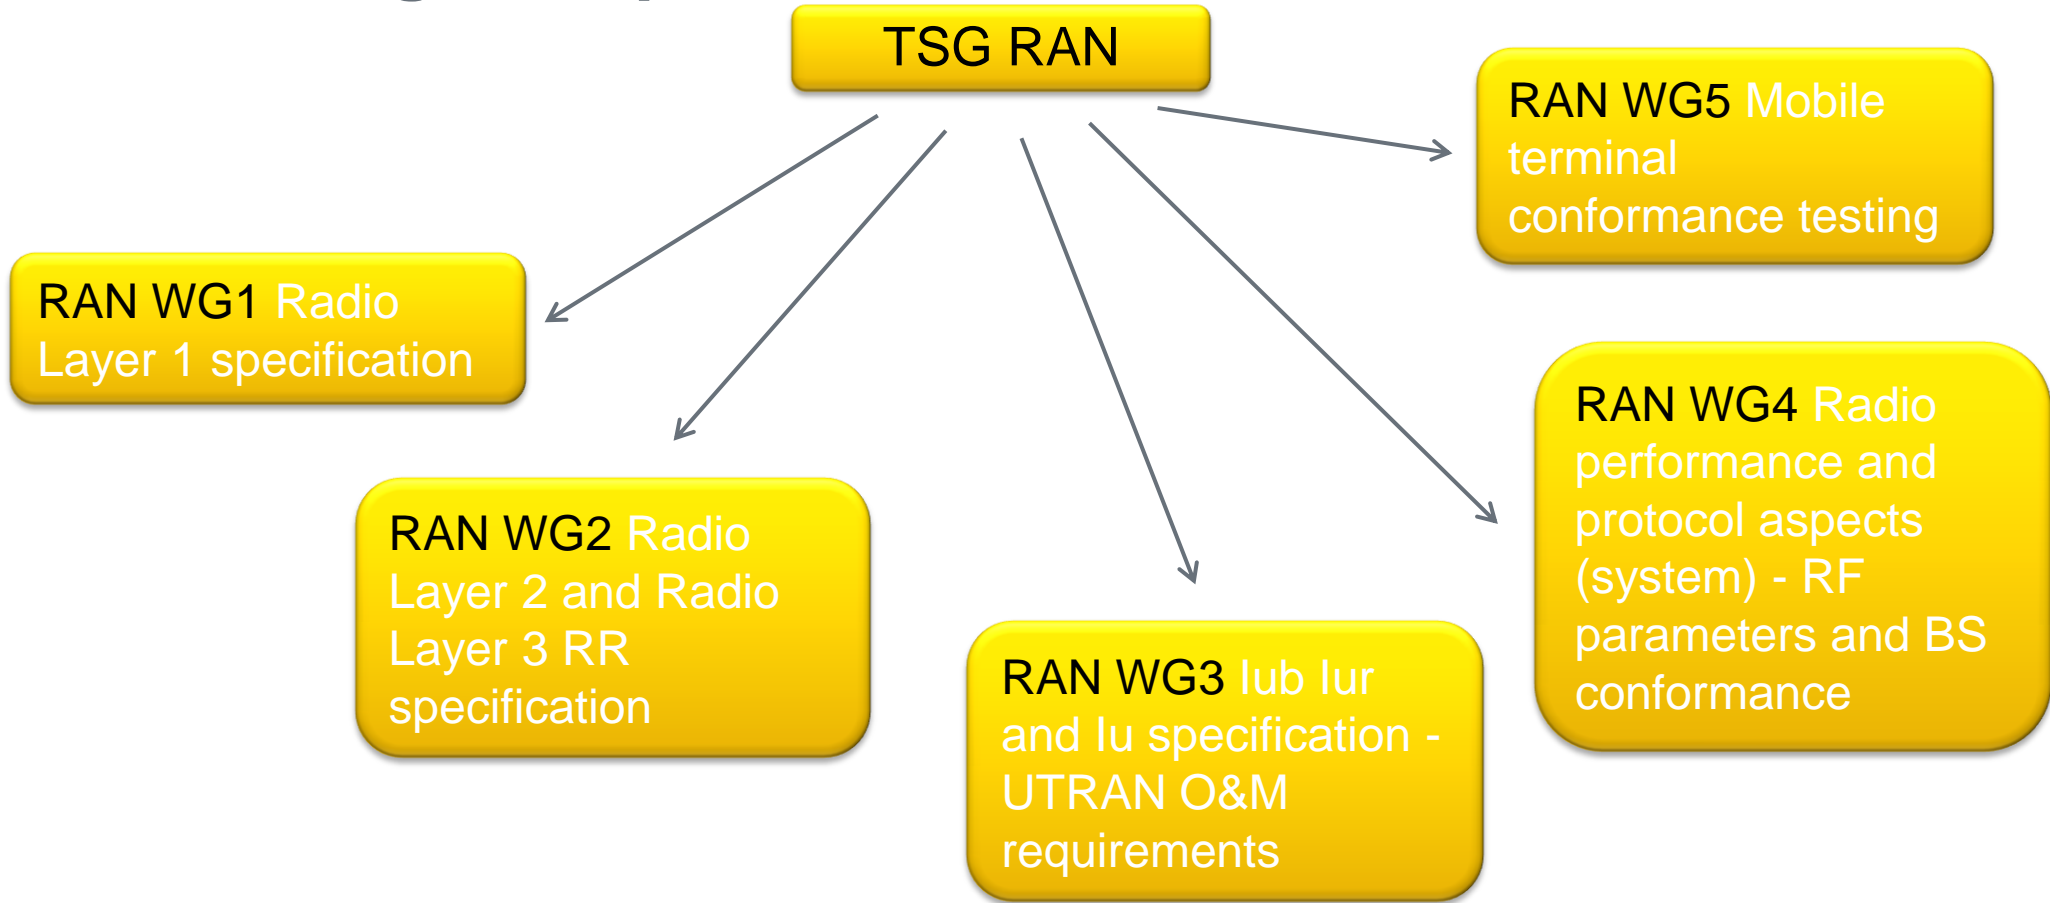 TSG RAN
RAN WG5 Mobile
terminal
conformance testing
RAN WG1 Radio
Layer 1 specification
RAN WG4 Radio
performance and
protocol aspects
(system) - RF
parameters and BS
conformance
RAN WG2 Radio
Layer 2 and Radio
Layer 3 RR
specification
RAN WG3 Iub Iur
and Iu specification -
UTRAN O&M
requirements